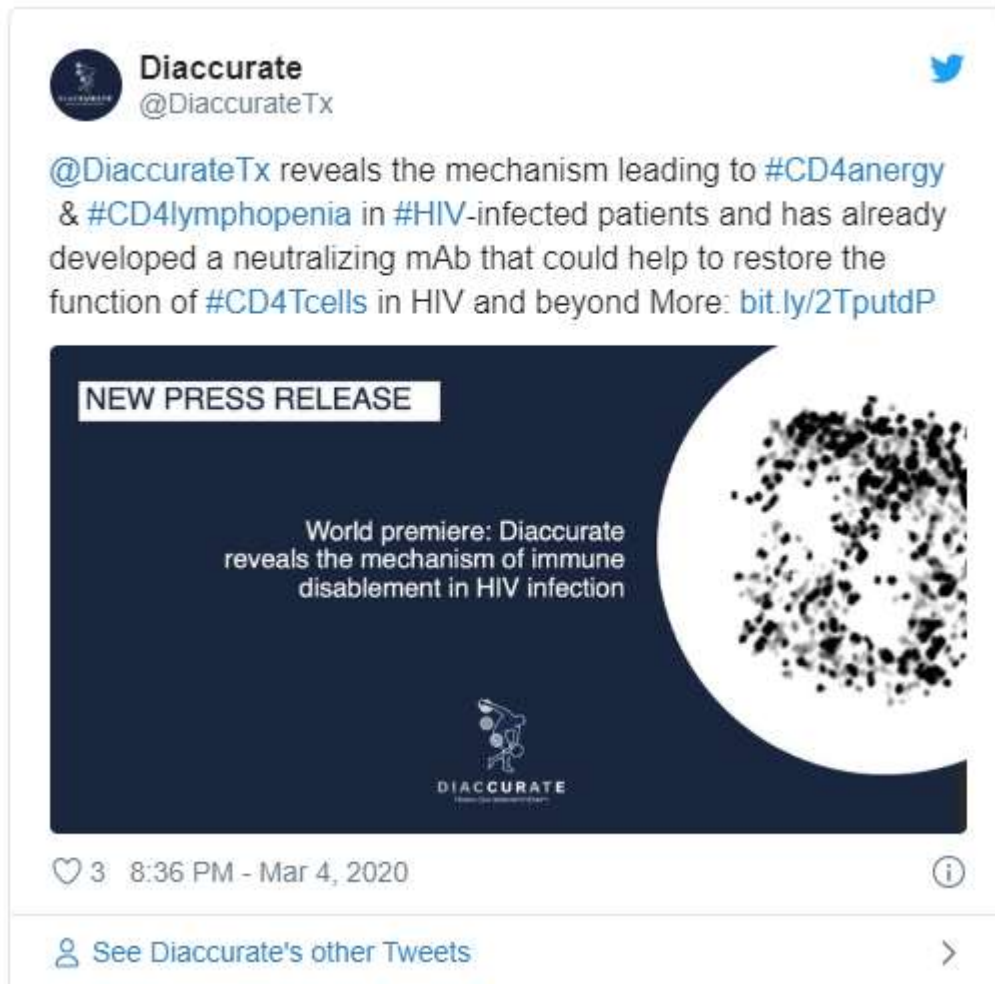 Diaccurate
@DiaccurateTx
@DiaccurateTx reveals the mechanism leading to #CD4anergy
& #CD4lymphopenia in #HIV-infected patients and has already
developed a neutralizing mAb that could help to restore the
function of #CD4Tcells in HIV and beyond More: bit.ly/2TputdP
NEW PRESS RELEASE
World premiere: Diaccurate
reveals the mechanism of immune
disablement in HIV infection
DIACCURATE
3 8:36 PM - Mar 4, 2020
See Diaccurate's other Tweets